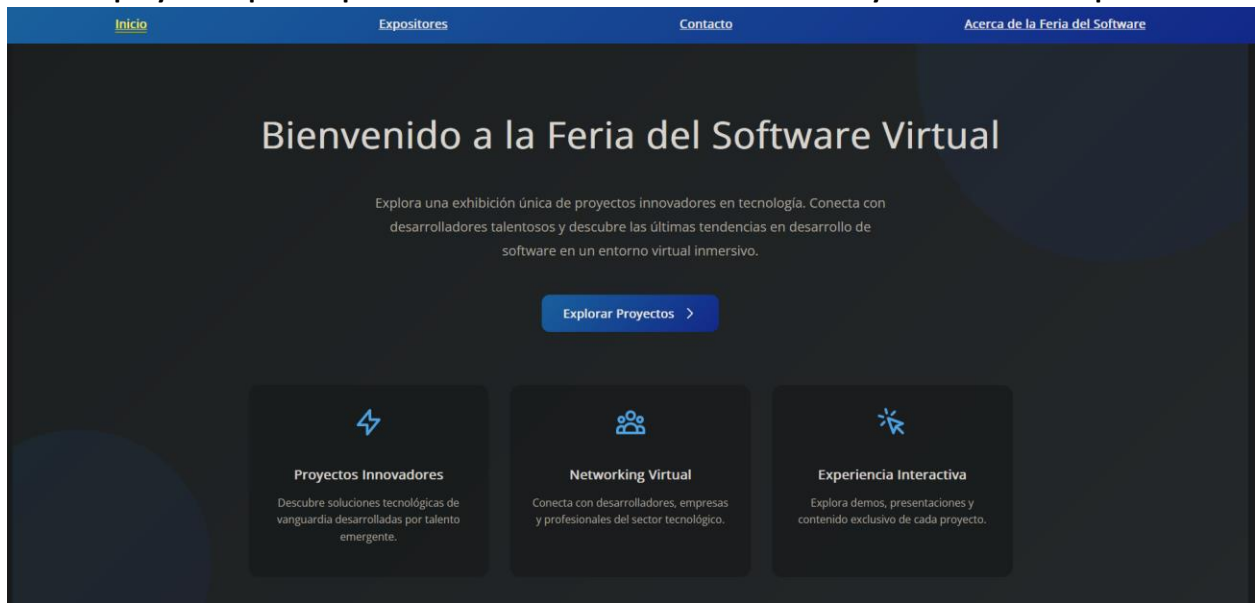 Inicio Expositores Contacto Acerca de la Feria del Software
Bienvenido a la Feria del Software Virtual
Explora una exhibición única de proyectos innovadores en tecnología. Conecta con
desarrolladores talentosos y descubre las últimas tendencias en desarrollo de
software en un entorno virtual inmersivo.
Explorar Proyectos
Proyectos Innovadores
Descubre soluciones tecnológicas de
vanguardia desarrolladas por talento
emergente.
Networking Virtual
Conecta con desarrolladores, empresas
y profesionales del sector tecnológico.
Experiencia Interactiva
Explora demos, presentaciones y
contenido exclusivo de cada proyecto.